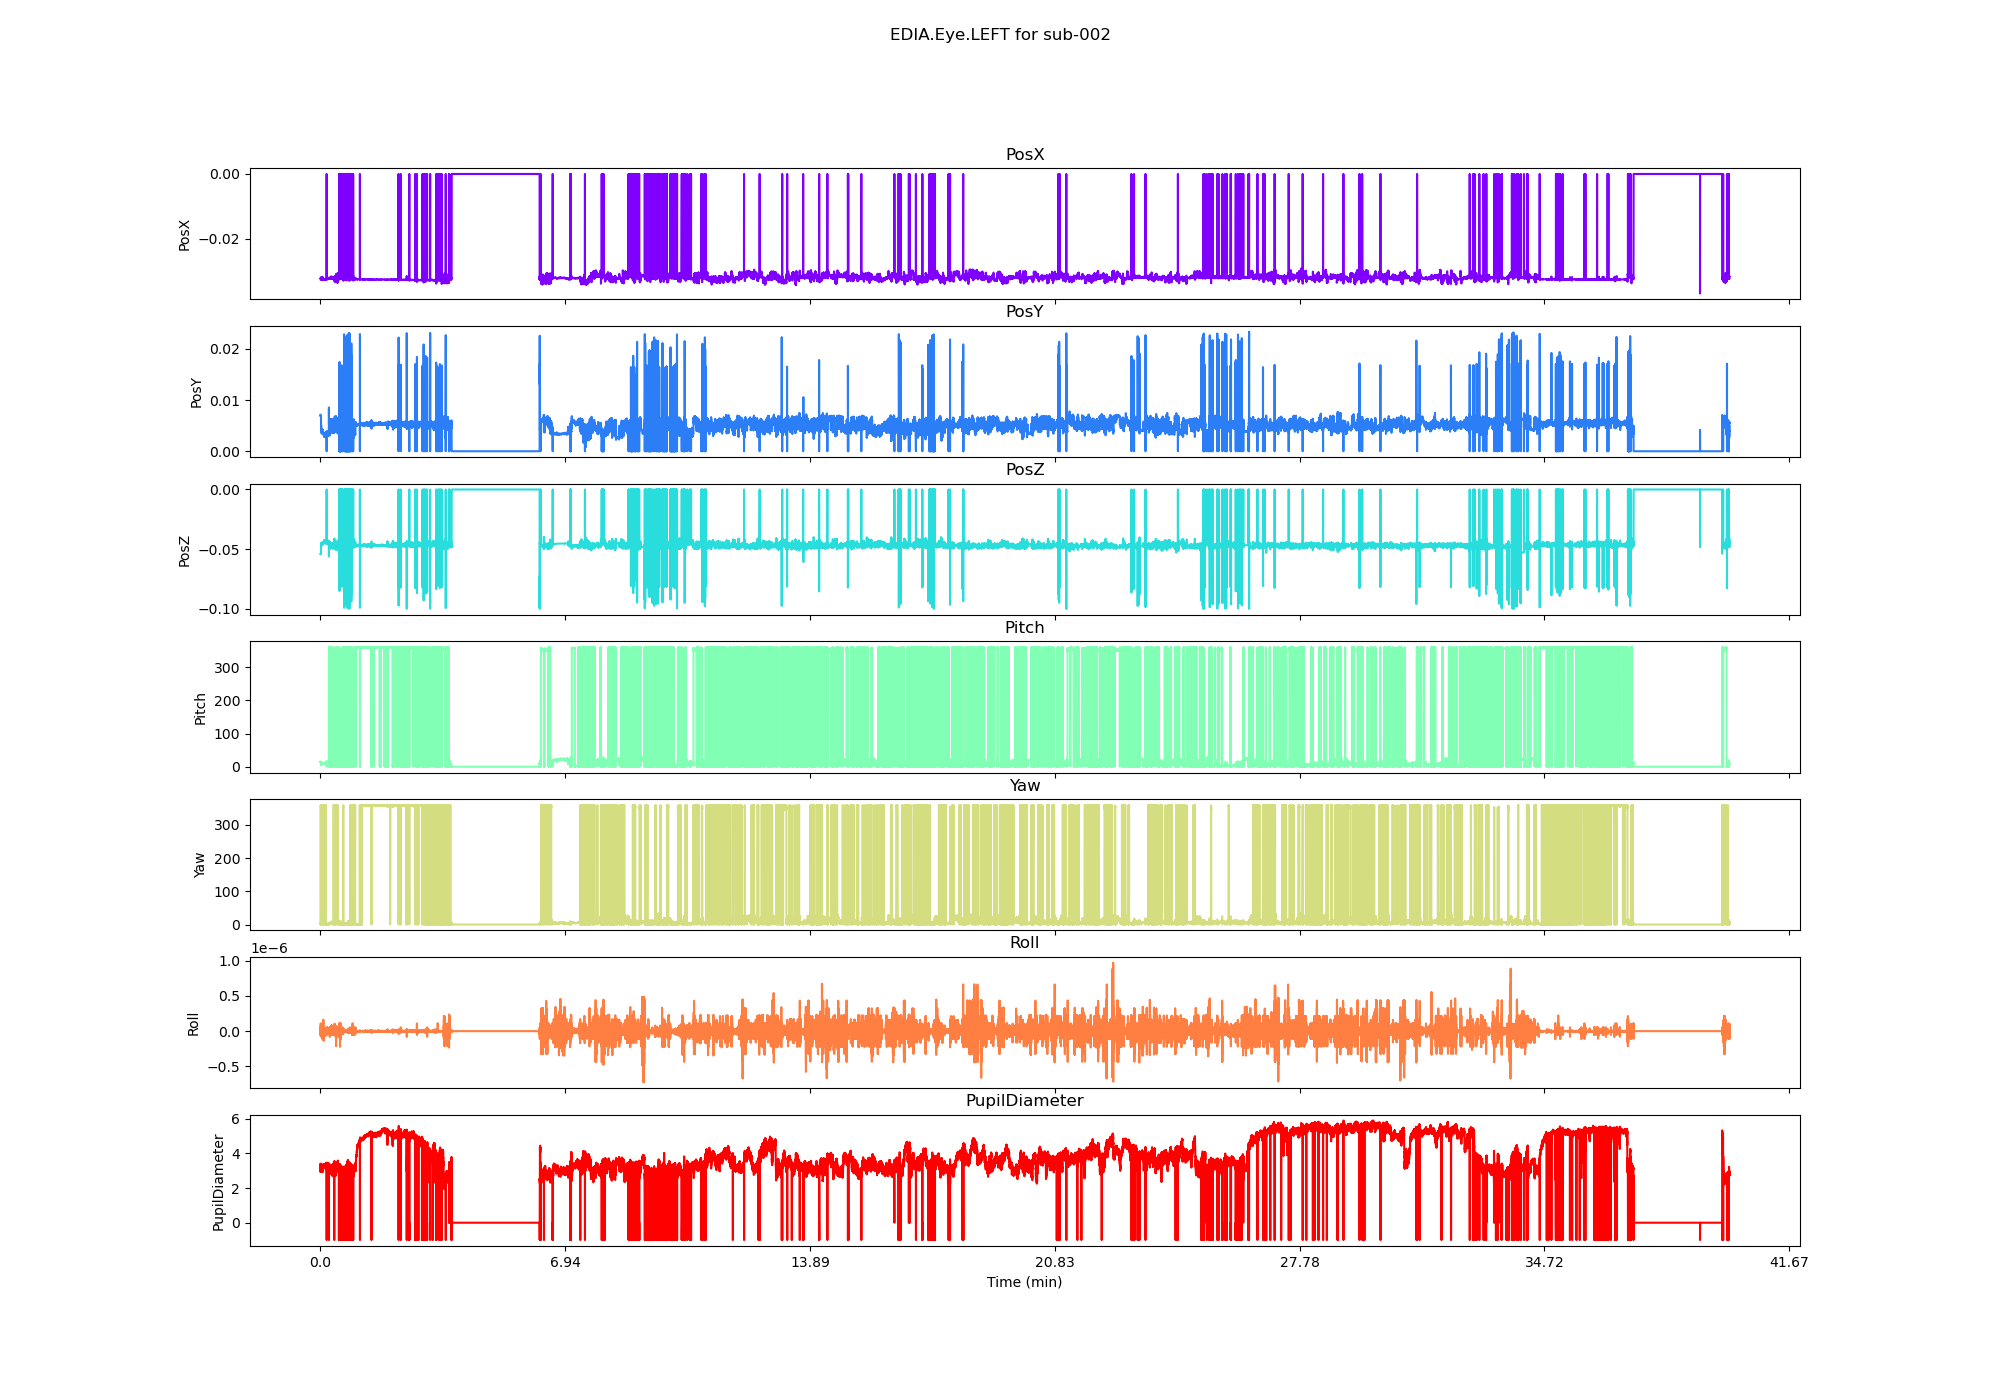 EDIA.Eye.LEFT for sub-002
PosX
0.00
−0.02
PosX
PosY
0.02
0.01
0.00
PosY
PosZ
0.00
−0.05
−0.10
PosZ
Pitch
300
200
100
0
Pitch
Yaw
300
200
100
0
Yaw
1e−6
Roll
1.0
0.5
0.0
−0.5
Roll
PupilDiameter
6
4
2
0
PupilDiameter
0.0 6.94 13.89 20.83 27.78 34.72 41.67
Time (min)